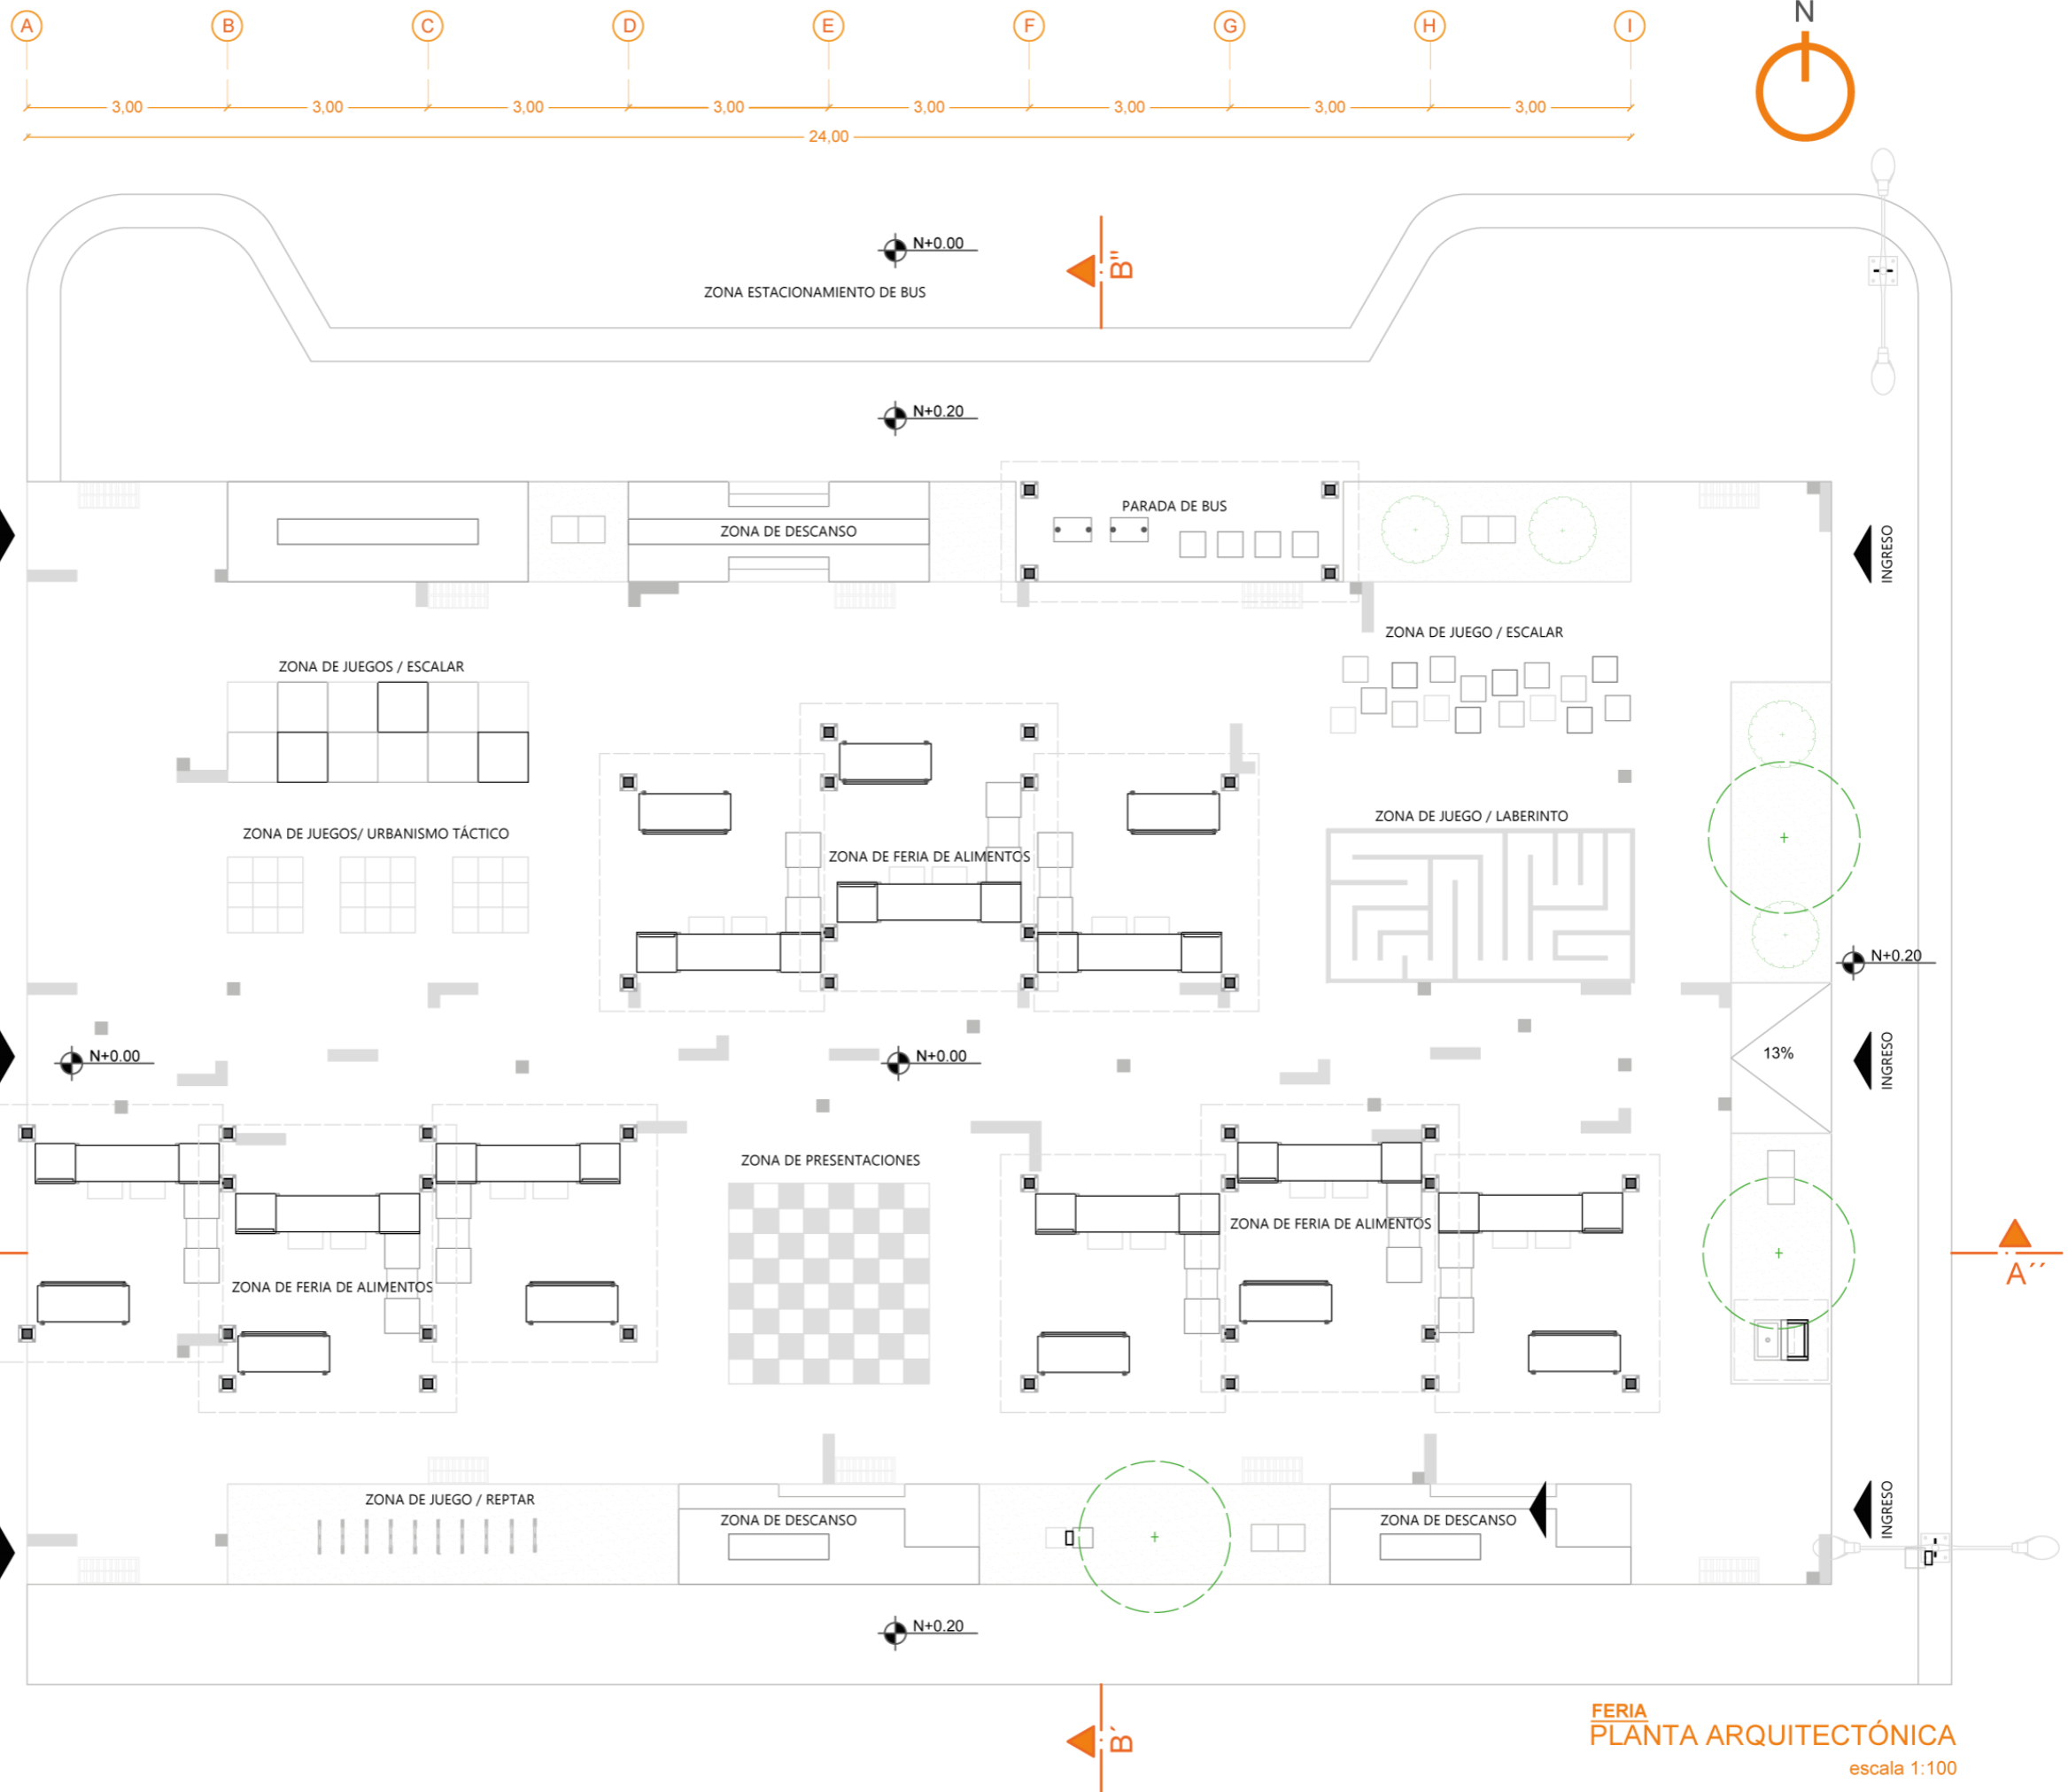 A B C D E F G H I
N
3,00 3,00 3,00 3,00 3,00 3,00 3,00 3,00
24,00
N+0.00
B''
ZONA ESTACIONAMIENTO DE BUS
N+0.20
PARADA DE BUS
ZONA DE DESCANSO
INGRESO
ZONA DE JUEGO / ESCALAR
ZONA DE JUEGOS / ESCALAR
ZONA DE JUEGO / LABERINTO
ZONA DE JUEGOS/ URBANISMO TÁCTICO
ZONA DE FERIA DE ALIMENTOS
N+0.20
N+0.00
N+0.00
13%
INGRESO
ZONA DE PRESENTACIONES
ZONA DE FERIA DE ALIMENTOS
A´´
ZONA DE FERIA DE ALIMENTOS
ZONA DE JUEGO / REPTAR
INGRESO
ZONA DE DESCANSO
ZONA DE DESCANSO
N+0.20
B'
FERIA
PLANTA ARQUITECTÓNICA
escala 1:100